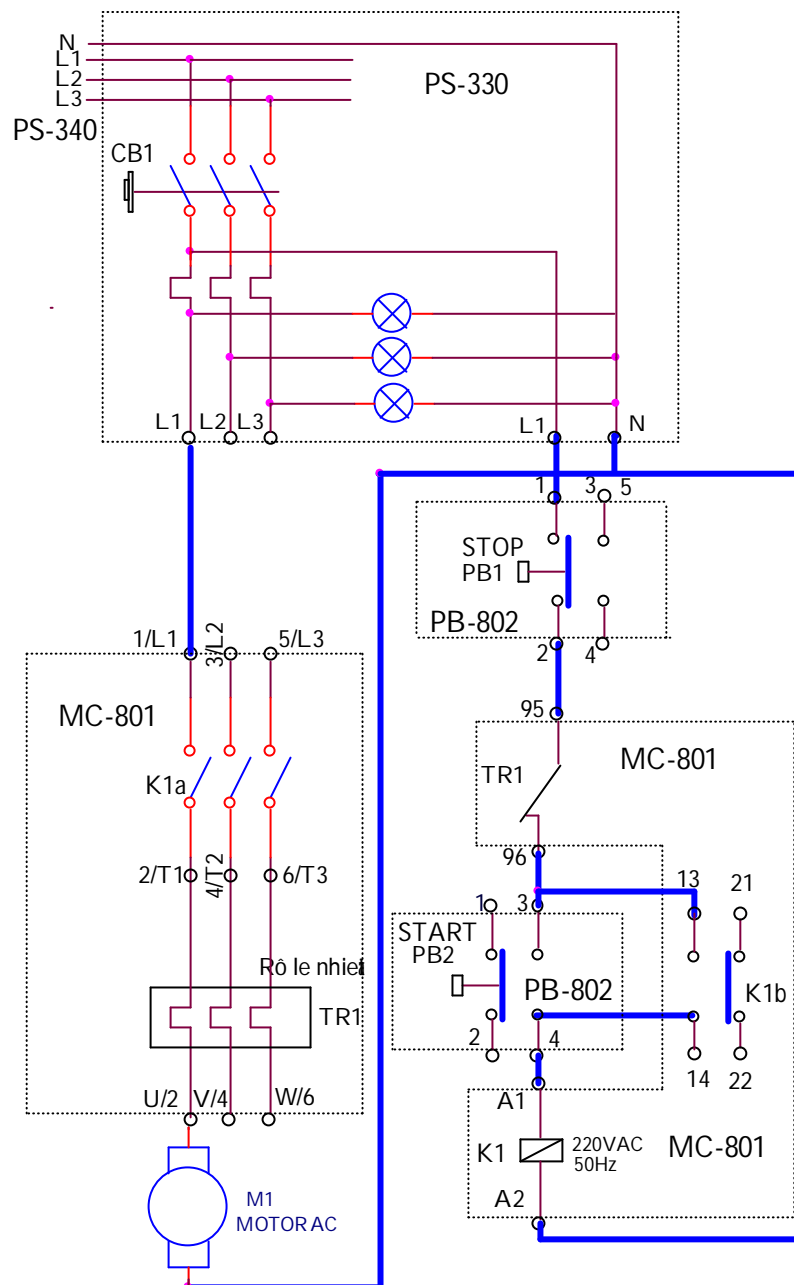 N
L1
L2
L3
PS-330
PS-340
CB1
L1 L2 L3
L1 N
1 3 5
STOP
PB1
PB-802
2 4
1/L1 3/L2 5/L3
95
MC-801
MC-801
TR1
K1a
96
2/T1 4/T2 6/T3
13 21
1 3
START
PB2
Rô le nhiet
PB-802
K1b
TR1
2 4
14 22
A1
U/2 V/4 W/6
K1
220VAC
50Hz
MC-801
A2
M1
MOTOR AC